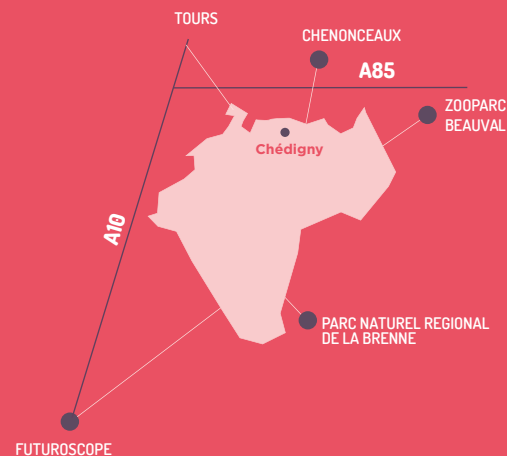 TOURS
CHENONCEAUX
A85
ZOOPARC
BEAUVAL
Chédigny
A10
PARC NATUREL REGIONAL
DE LA BRENNE
FUTUROSCOPE